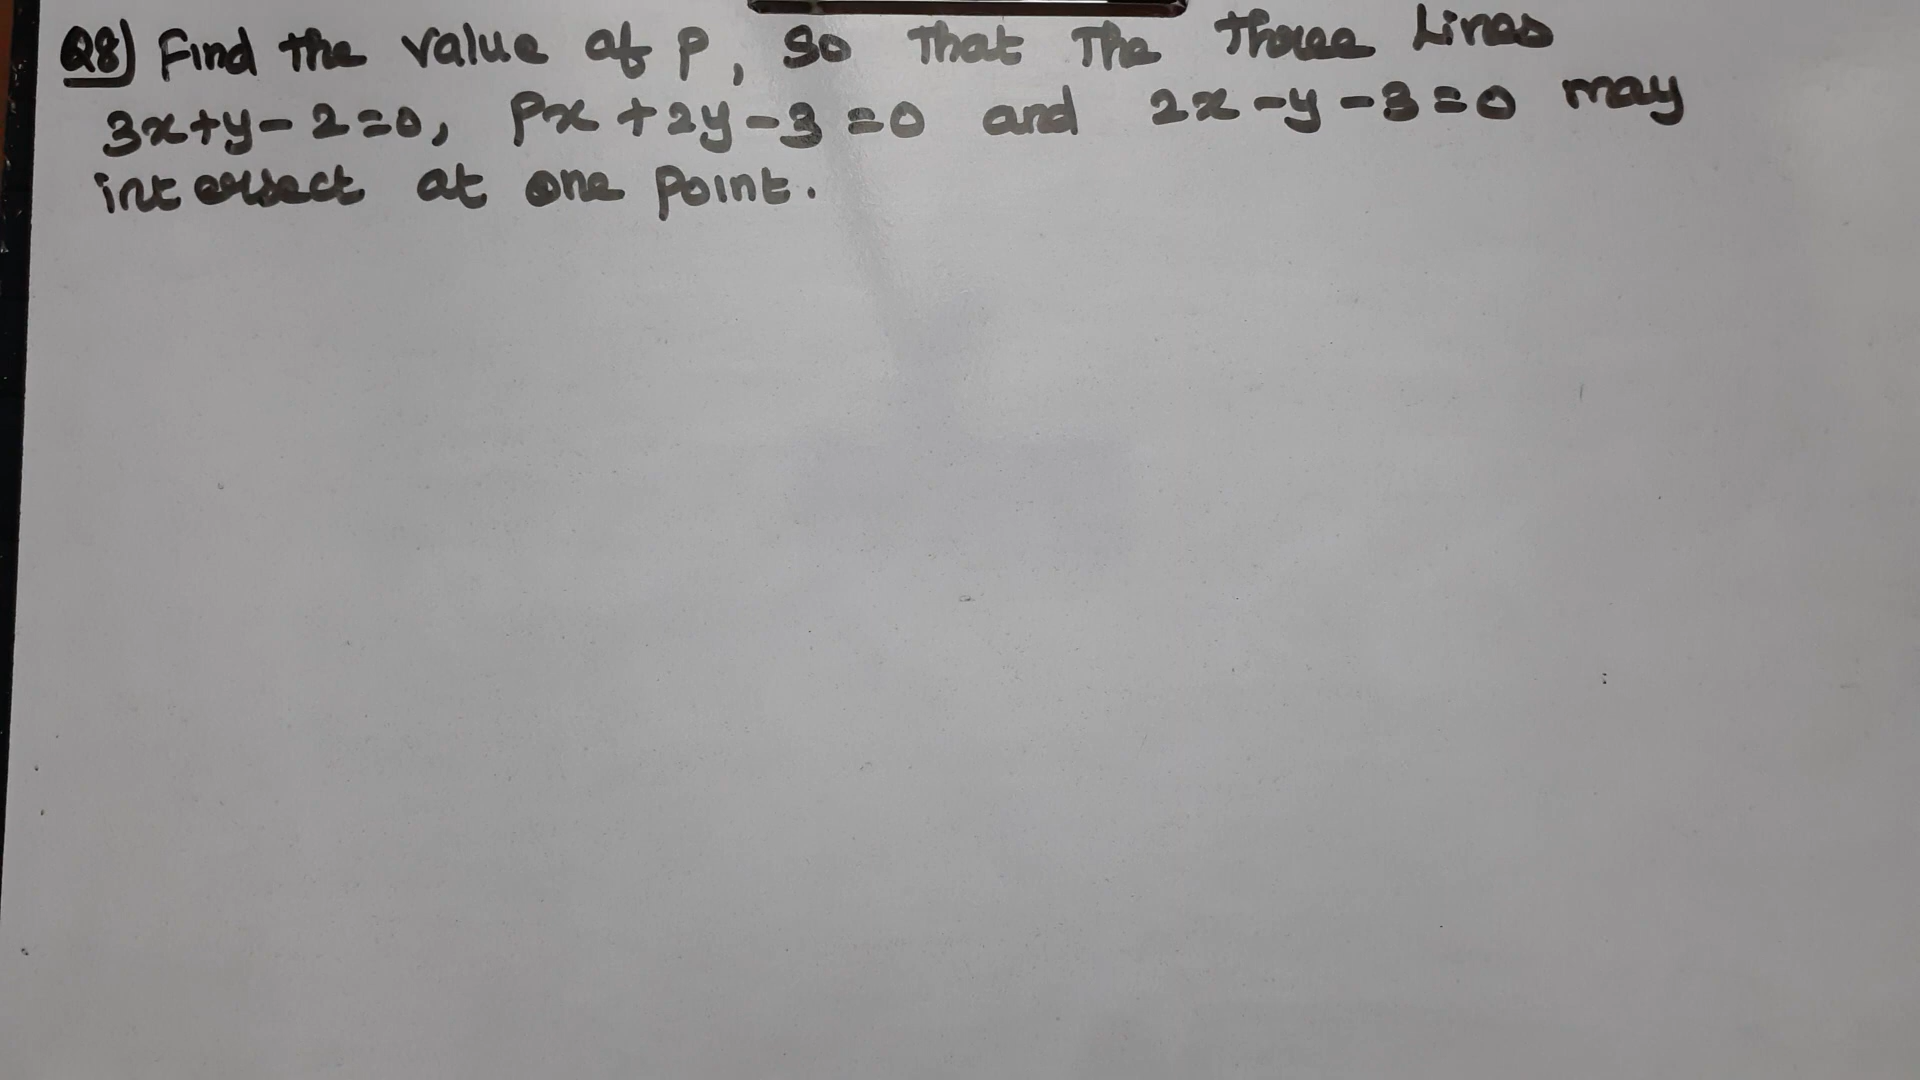 Q8) Find the value of P, so that the three Lines
3x+y-2=0, Px+2y-3=0 and 2x-y-3=0 may
intersect at one point.